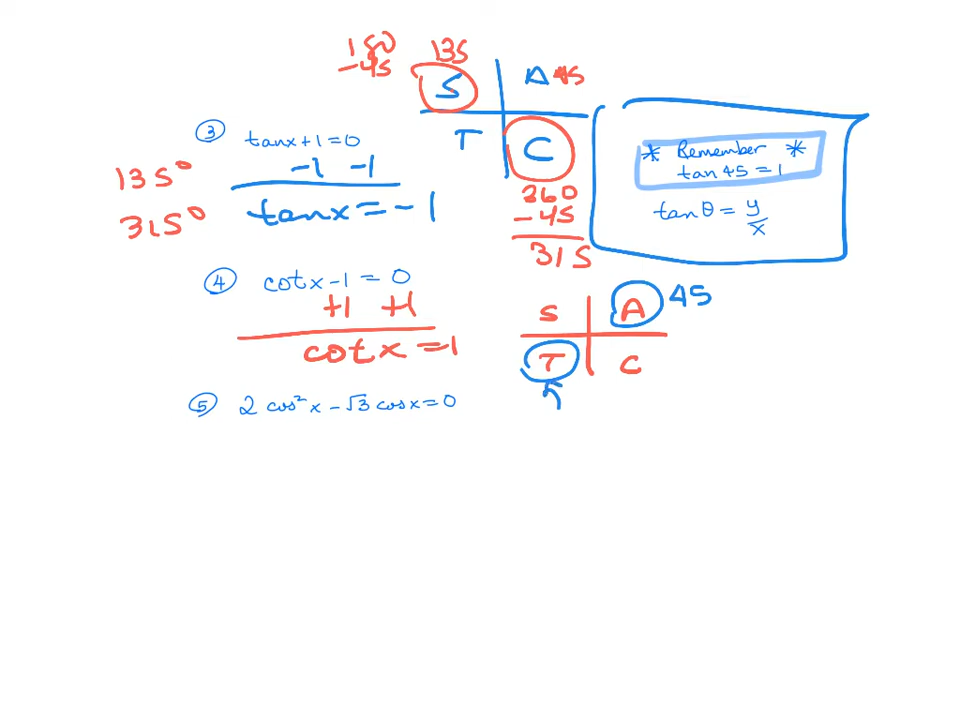 180 135
-45
S A 45
T C
③ tanx+1=0
-1 -1
135°
tanx = -1
315°
360
-45
315
* Remember *
tan 45 = 1
tan θ = y/x
④ cotx-1 = 0
+1 +1
cotx = 1
S A 45
T C
⑤ 2 cos²x - √3 cosx = 0